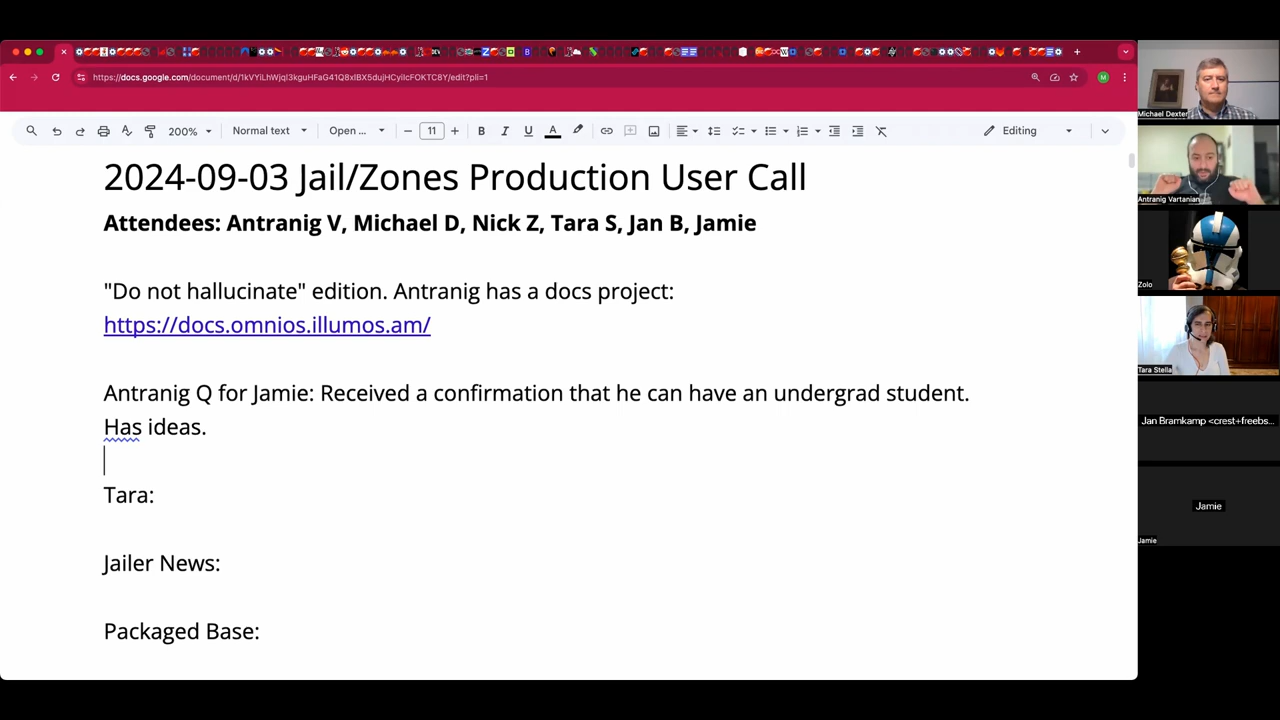 https://docs.google.com/document/d/1kVYiLhWjqI3kguHFaG41Q8xlBX5dujHCyilcFOKTC8Y/edit?pli=1
M
200%
Normal text
Open ...
11
Editing
2024-09-03 Jail/Zones Production User Call
Attendees: Antranig V, Michael D, Nick Z, Tara S, Jan B, Jamie
"Do not hallucinate" edition. Antranig has a docs project:
https://docs.omnios.illumos.am/
Antranig Q for Jamie: Received a confirmation that he can have an undergrad student.
Has ideas.
Tara:
Jailer News:
Packaged Base:
Michael Dexter
Antranig Vartanian
Zolo
Tara Stella
Jan Bramkamp <crest+freebs...
Jamie
Jamie